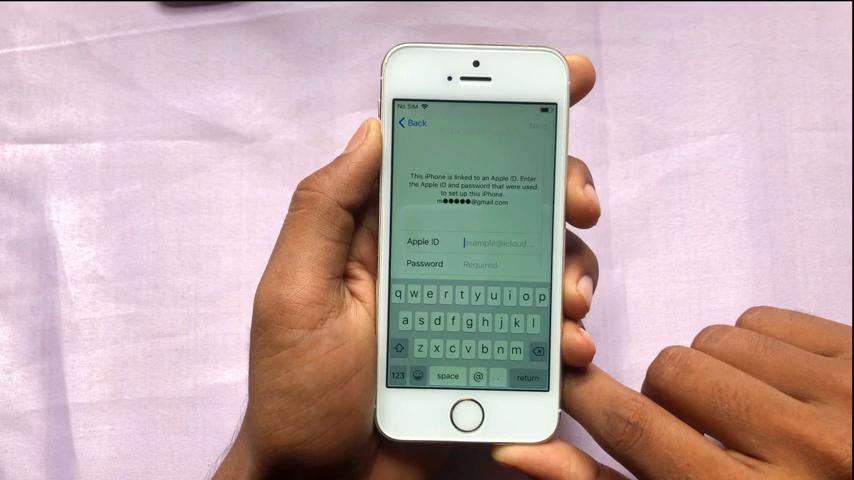 No SIM
Back
Next
This iPhone is linked to an Apple ID. Enter
the Apple ID and password that were used
to set up this iPhone.
m●●●●●@gmail.com
Apple ID example@icloud...
Password Required
q w e r t y u i o p
a s d f g h j k l
z x c v b n m
123 space @ . return